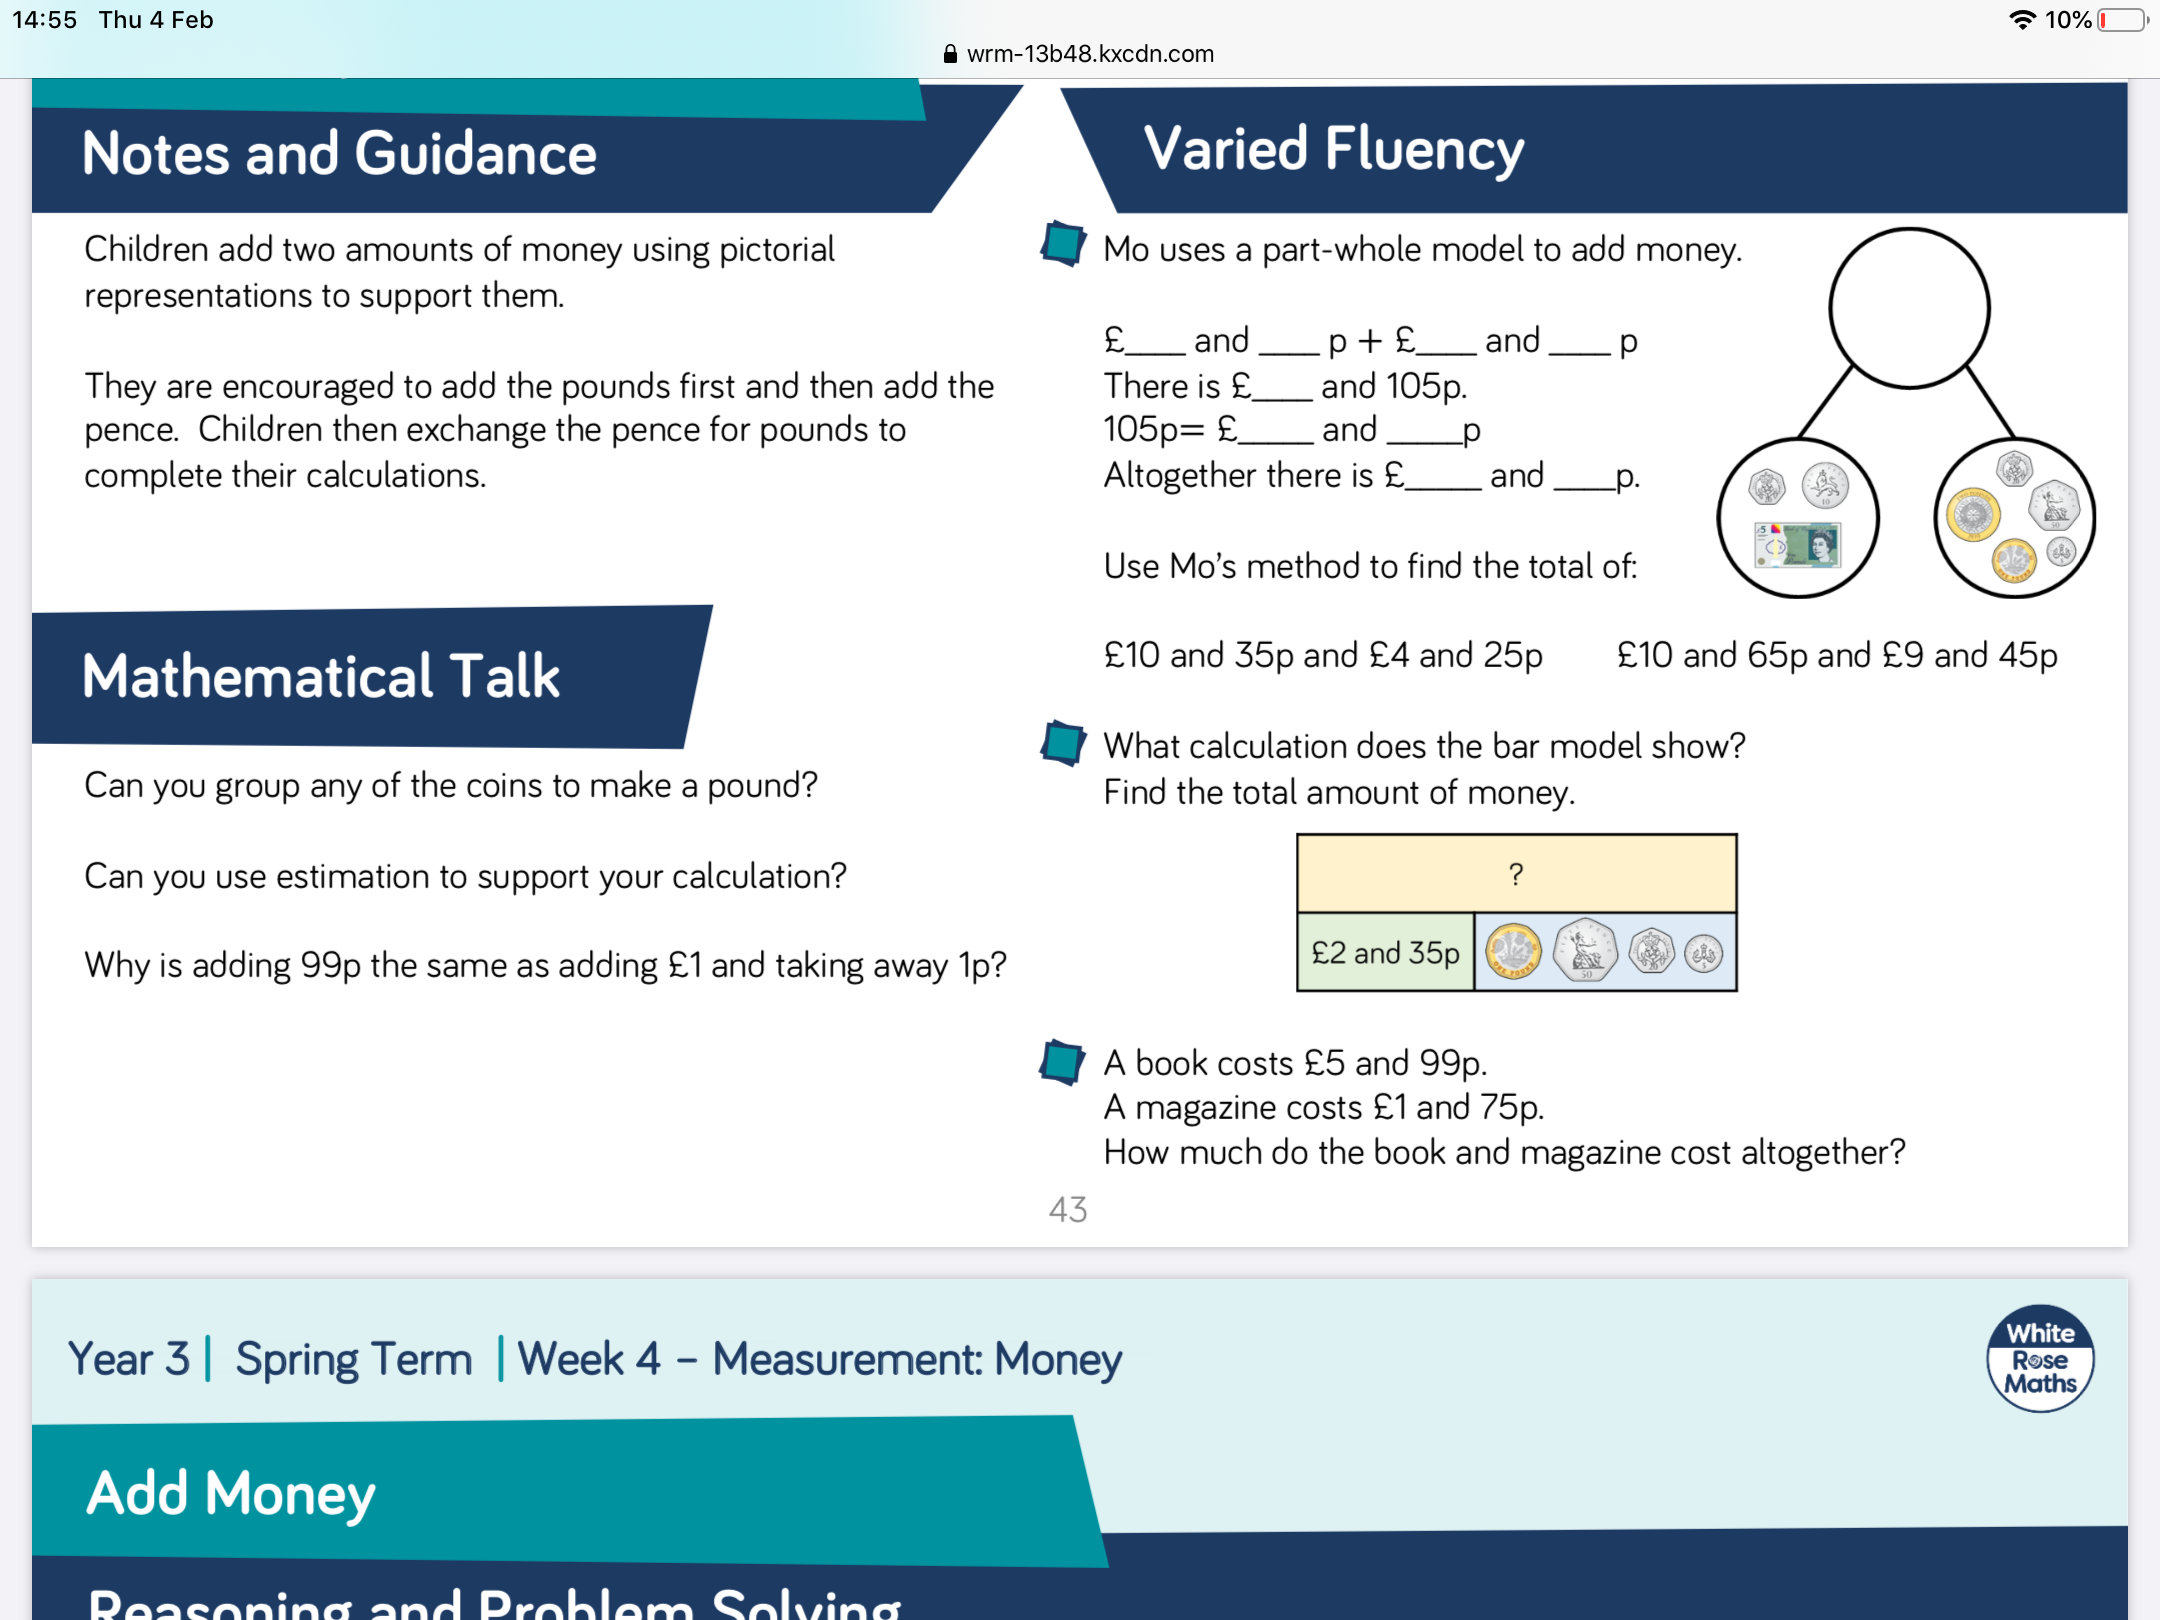 14:55 Thu 4 Feb
10%
wrm-13b48.kxcdn.com
Notes and Guidance
Children add two amounts of money using pictorial
representations to support them.
They are encouraged to add the pounds first and then add the
pence. Children then exchange the pence for pounds to
complete their calculations.
Mathematical Talk
Can you group any of the coins to make a pound?
Can you use estimation to support your calculation?
Why is adding 99p the same as adding £1 and taking away 1p?
Varied Fluency
Mo uses a part-whole model to add money.
£____ and ____ p + £____ and ____ p
There is £____ and 105p.
105p= £_____ and _____p
Altogether there is £_____ and ____p.
Use Mo's method to find the total of:
£10 and 35p and £4 and 25p £10 and 65p and £9 and 45p
What calculation does the bar model show?
Find the total amount of money.
?
£2 and 35p
A book costs £5 and 99p.
A magazine costs £1 and 75p.
How much do the book and magazine cost altogether?
43
Year 3 | Spring Term | Week 4 – Measurement: Money
White
Rose
Maths
Add Money
Reasoning and Problem Solving